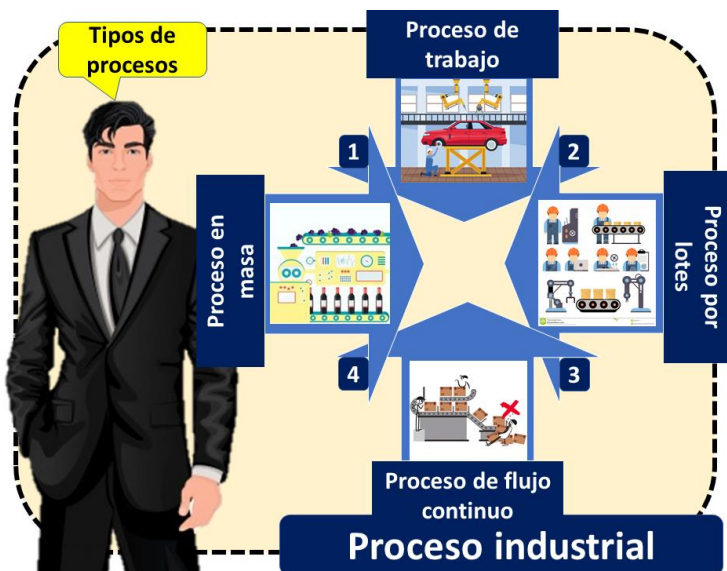 Tipos de
procesos
Proceso de
trabajo
1
2
Proceso en
masa
Proceso por
lotes
4
3
Proceso de flujo
continuo
Proceso industrial